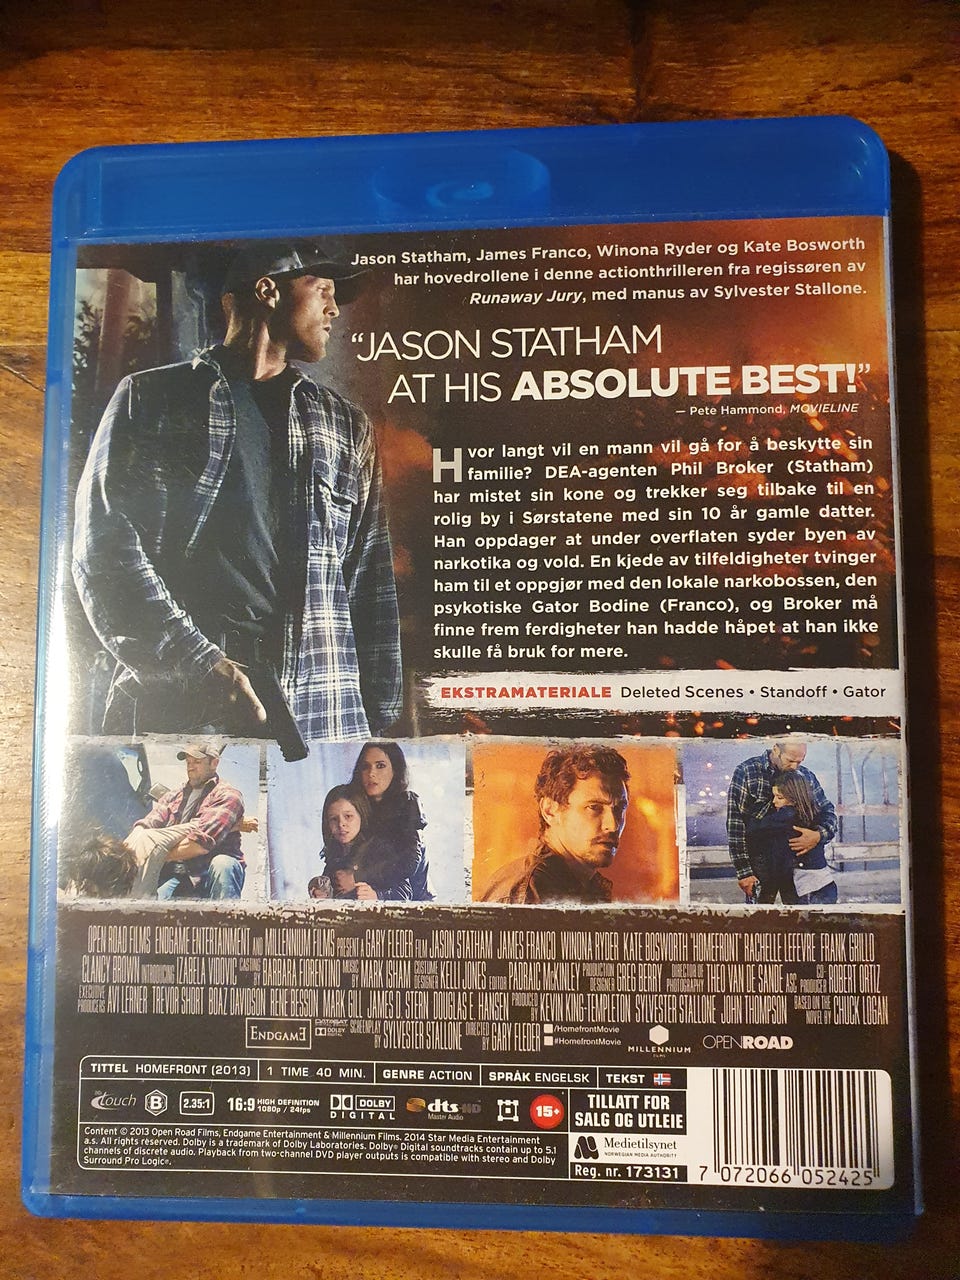 Jason Statham, James Franco, Winona Ryder og Kate Bosworth
har hovedrollene i denne actionthrilleren fra regissøren av
Runaway Jury, med manus av Sylvester Stallone.
“JASON STATHAM
AT HIS ABSOLUTE BEST!”
— Pete Hammond, MOVIELINE
Hvor langt vil en mann vil gå for å beskytte sin
familie? DEA-agenten Phil Broker (Statham)
har mistet sin kone og trekker seg tilbake til en
rolig by i Sørstatene med sin 10 år gamle datter.
Han oppdager at under overflaten syder byen av
narkotika og vold. En kjede av tilfeldigheter tvinger
ham til et oppgjør med den lokale narkobossen, den
psykotiske Gator Bodine (Franco), og Broker må
finne frem ferdigheter han hadde håpet at han ikke
skulle få bruk for mere.
EKSTRAMATERIALE Deleted Scenes • Standoff • Gator
OPEN ROAD FILMS ENDGAME ENTERTAINMENT AND MILLENNIUM FILMS PRESENT A GARY FLEDER FILM JASON STATHAM JAMES FRANCO WINONA RYDER KATE BOSWORTH "HOMEFRONT" RACHELLE LEFEVRE FRANK GRILLO
CLANCY BROWN INTRODUCING IZABELA VIDOVIC CASTING BY BARBARA FIORENTINO MUSIC BY MARK ISHAM COSTUME DESIGNER KELLI JONES EDITOR PADRAIC McKINLEY PRODUCTION DESIGNER GREG BERRY DIRECTOR OF PHOTOGRAPHY THEO VAN DE SANDE ASC CO-PRODUCER ROBERT ORTIZ
EXECUTIVE PRODUCERS AVI LERNER TREVOR SHORT BOAZ DAVIDSON RENE BESSON MARK GILL JAMES D. STERN DOUGLAS E. HANSEN PRODUCED BY KEVIN KING-TEMPLETON SYLVESTER STALLONE JOHN THOMPSON BASED ON THE NOVEL BY CHUCK LOGAN
ENDGAME DATASAT DOLBY DIGITAL SCREENPLAY BY SYLVESTER STALLONE DIRECTED BY GARY FLEDER /HomefrontMovie #HomefrontMovie MILLENNIUM FILMS OPEN ROAD
TITTEL HOMEFRONT (2013) 1 TIME 40 MIN. GENRE ACTION SPRÅK ENGELSK TEKST
touch B 2.35:1 16:9 HIGH DEFINITION 1080p / 24fps DOLBY DIGITAL dts-HD Master Audio 15+
TILLATT FOR
SALG OG UTLEIE
Content © 2013 Open Road Films, Endgame Entertainment & Millennium Films. 2014 Star Media Entertainment
a.s. All rights reserved. Dolby is a trademark of Dolby Laboratories. Dolby® Digital soundtracks contain up to 5.1
channels of discrete audio. Playback from two-channel DVD player outputs is compatible with stereo and Dolby
Surround Pro Logic®.
Medietilsynet
NORWEGIAN MEDIA AUTHORITY
Reg. nr. 173131
7 072066 052425